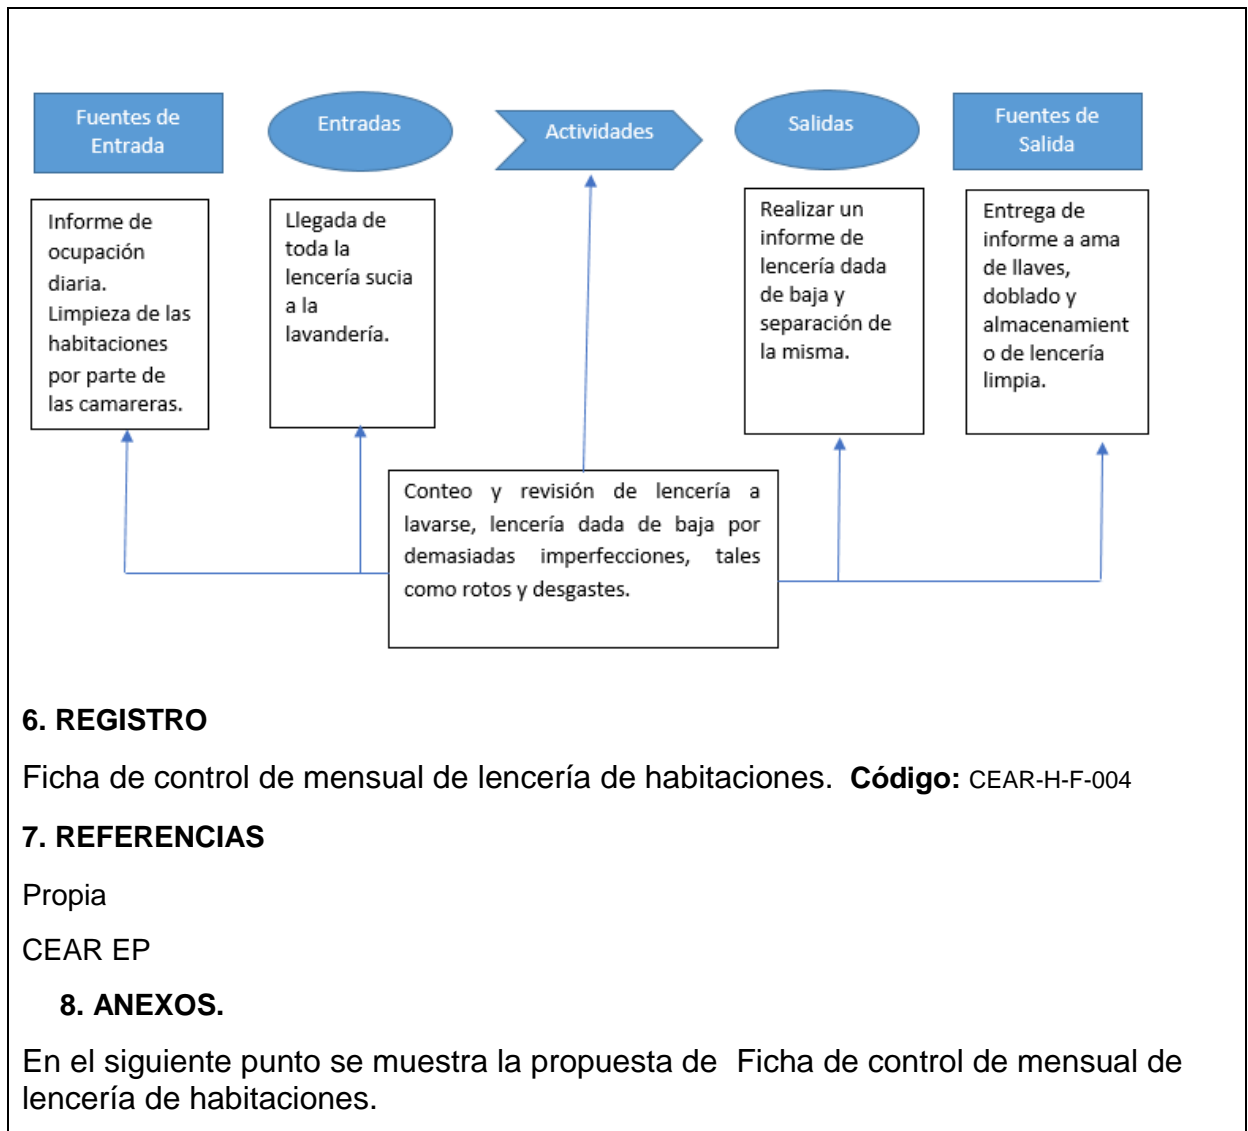 Fuentes de
Entrada
Entradas
Actividades
Salidas
Fuentes de
Salida
Informe de
ocupación
diaria.
Limpieza de las
habitaciones
por parte de
las camareras.
Llegada de
toda la
lencería sucia
a la
lavandería.
Realizar un
informe de
lencería dada
de baja y
separación de
la misma.
Entrega de
informe a ama
de llaves,
doblado y
almacenamient
o de lencería
limpia.
Conteo y revisión de lencería a
lavarse, lencería dada de baja por
demasiadas imperfecciones, tales
como rotos y desgastes.
6. REGISTRO
Ficha de control de mensual de lencería de habitaciones. Código: CEAR-H-F-004
7. REFERENCIAS
Propia
CEAR EP
8. ANEXOS.
En el siguiente punto se muestra la propuesta de Ficha de control de mensual de
lencería de habitaciones.